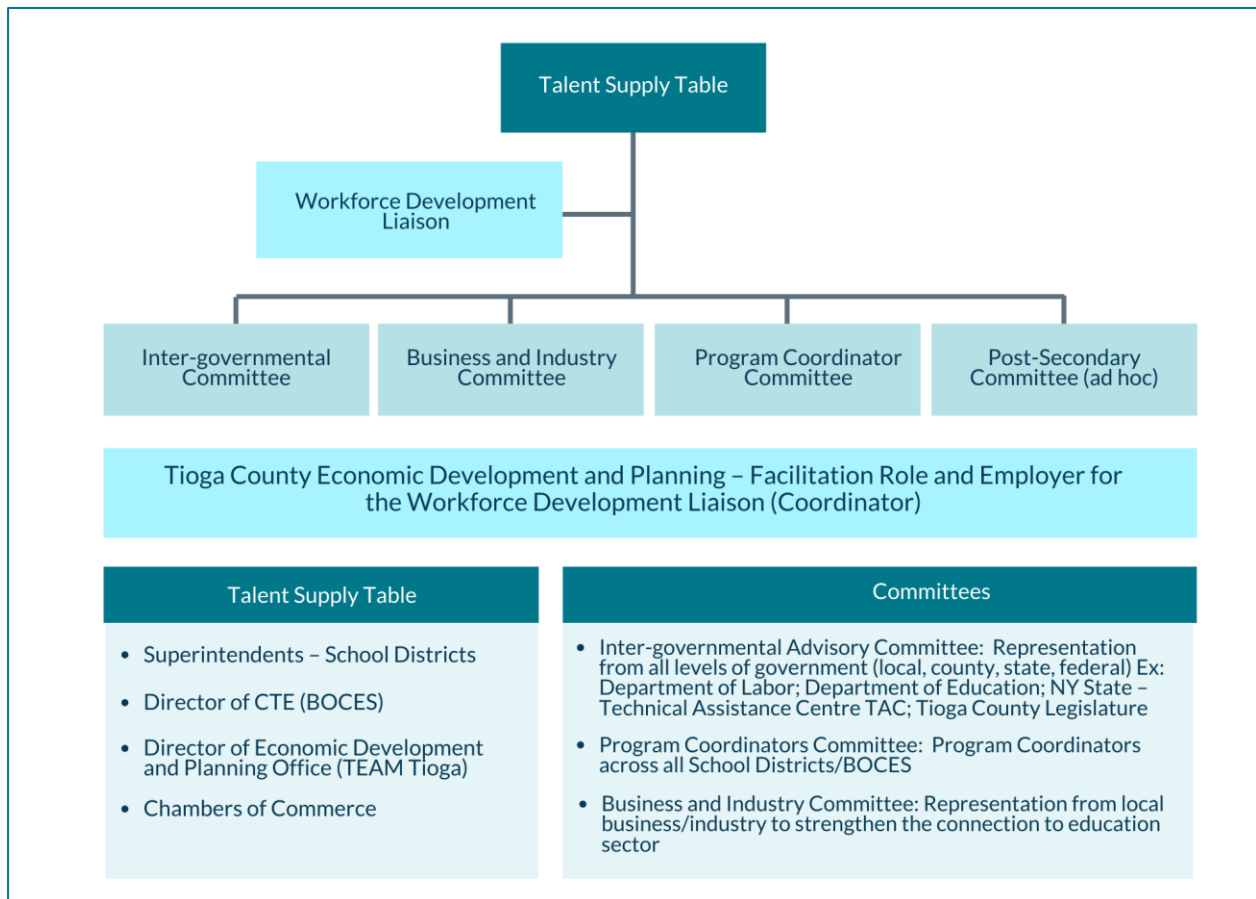 Talent Supply Table
Workforce Development
Liaison
Inter-governmental
Committee
Business and Industry
Committee
Program Coordinator
Committee
Post-Secondary
Committee (ad hoc)
Tioga County Economic Development and Planning – Facilitation Role and Employer for
the Workforce Development Liaison (Coordinator)
Talent Supply Table
• Superintendents – School Districts
• Director of CTE (BOCES)
• Director of Economic Development
and Planning Office (TEAM Tioga)
• Chambers of Commerce
Committees
• Inter-governmental Advisory Committee: Representation
from all levels of government (local, county, state, federal) Ex:
Department of Labor; Department of Education; NY State –
Technical Assistance Centre TAC; Tioga County Legislature
• Program Coordinators Committee: Program Coordinators
across all School Districts/BOCES
• Business and Industry Committee: Representation from local
business/industry to strengthen the connection to education
sector